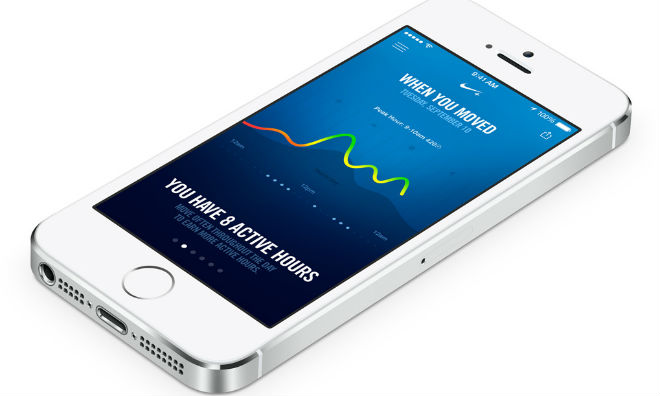 9:41 AM
100%
WHEN YOU MOVED
TUESDAY, SEPTEMBER 10
Peak Hour: 9-10am 428
12am
12pm
12am
YOU HAVE 8 ACTIVE HOURS
MOVE OFTEN THROUGHOUT THE DAY
TO EARN MORE ACTIVE HOURS.